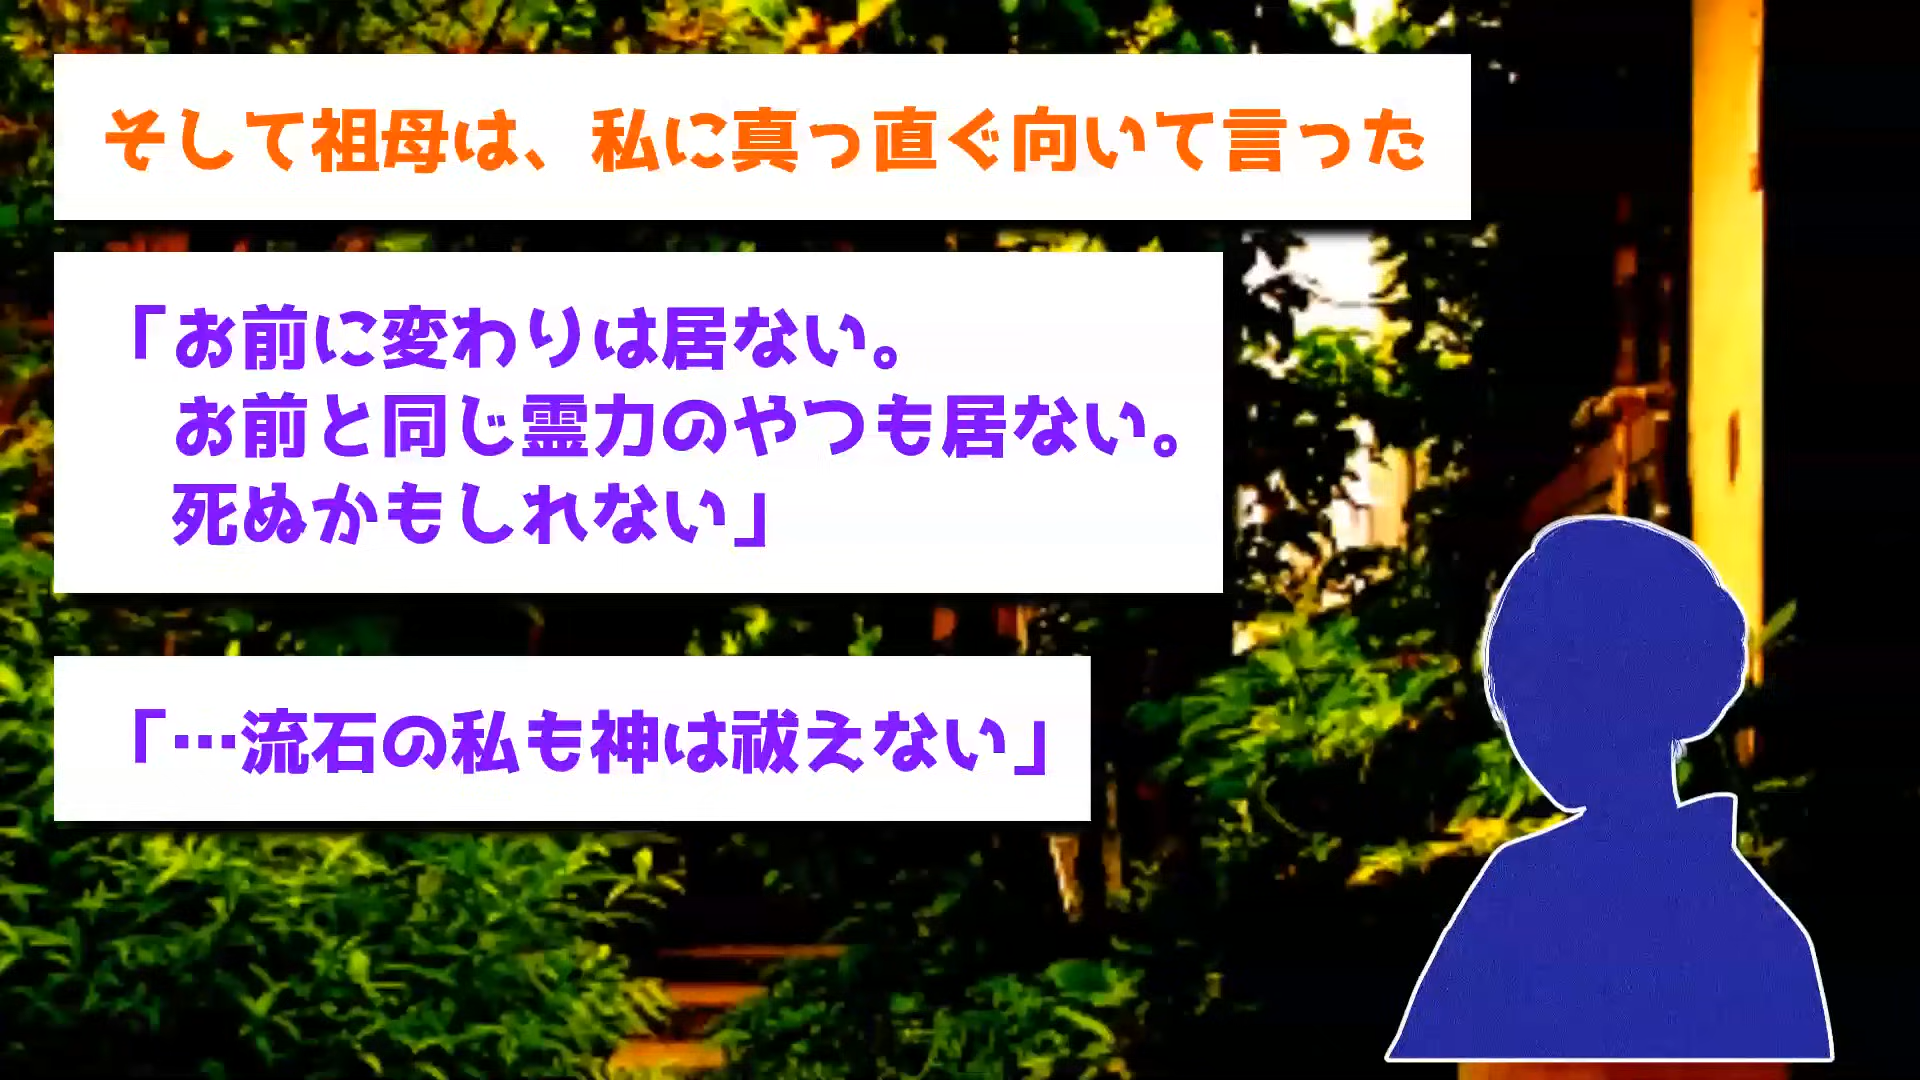 そして祖母は、私に真っ直ぐ向いて言った
「お前に変わりは居ない。
お前と同じ霊力のやつも居ない。
死ぬかもしれない」
「…流石の私も神は祓えない」